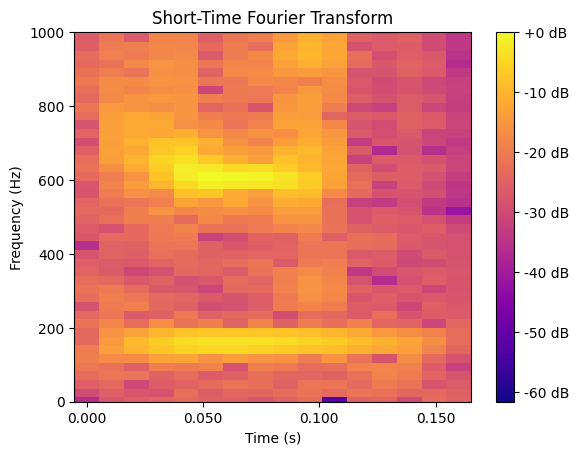 Short-Time Fourier Transform
1000
800
600
400
200
0
Frequency (Hz)
0.000
0.050
0.100
0.150
Time (s)
+0 dB
-10 dB
-20 dB
-30 dB
-40 dB
-50 dB
-60 dB